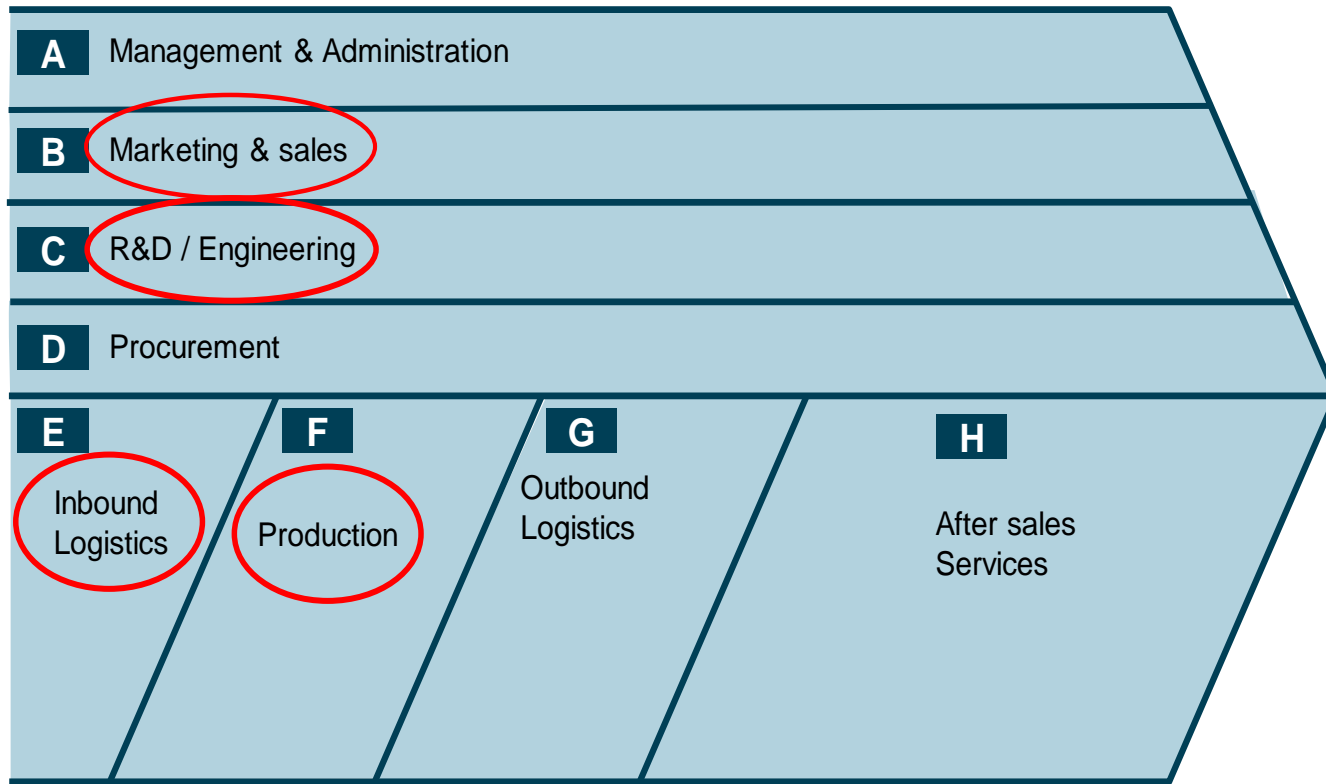 A Management & Administration
B Marketing & sales
C R&D / Engineering
D Procurement
E
Inbound
Logistics
F
Production
G
Outbound
Logistics
H
After sales
Services